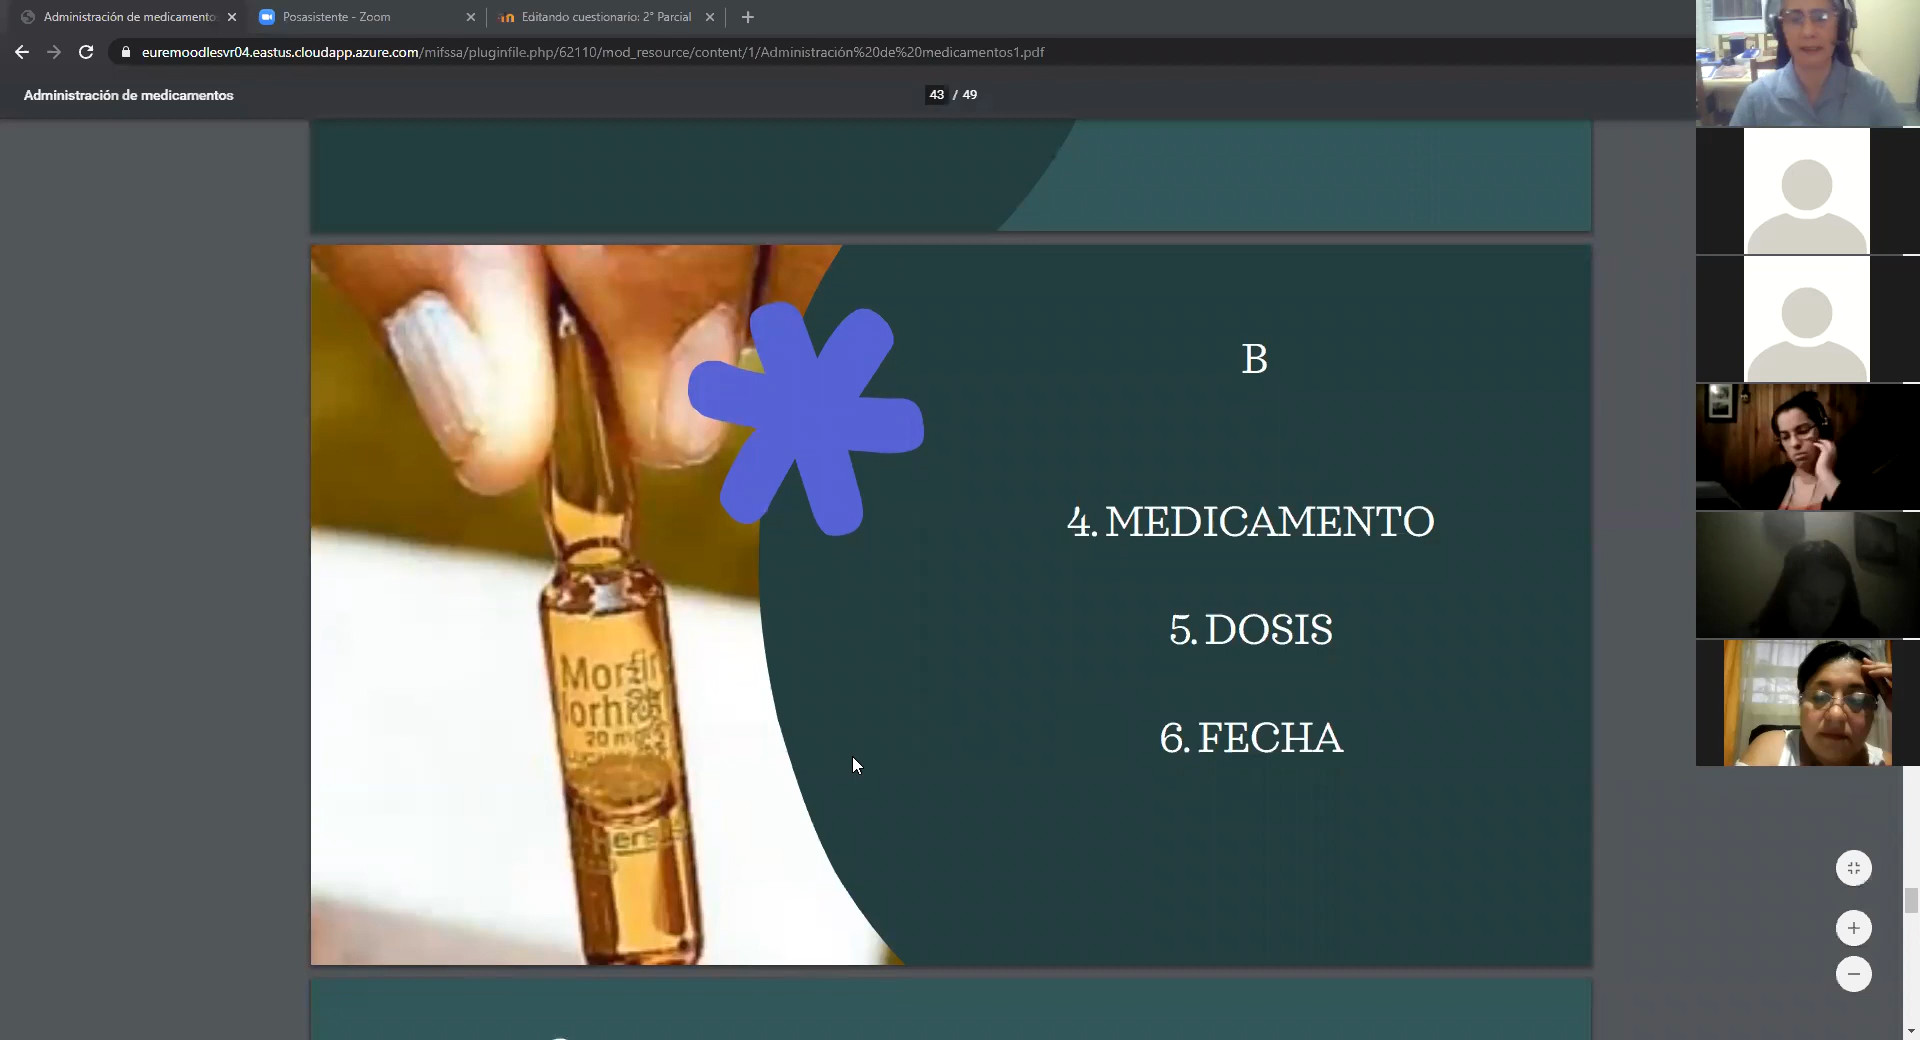 Administración de medicamento
Posasistente - Zoom
Editando cuestionario: 2° Parcial
euremoodlesvr04.eastus.cloudapp.azure.com/mifssa/pluginfile.php/62110/mod_resource/content/1/Administración%20de%20medicamentos1.pdf
Administración de medicamentos
43 / 49
B
4. MEDICAMENTO
5. DOSIS
6. FECHA
20